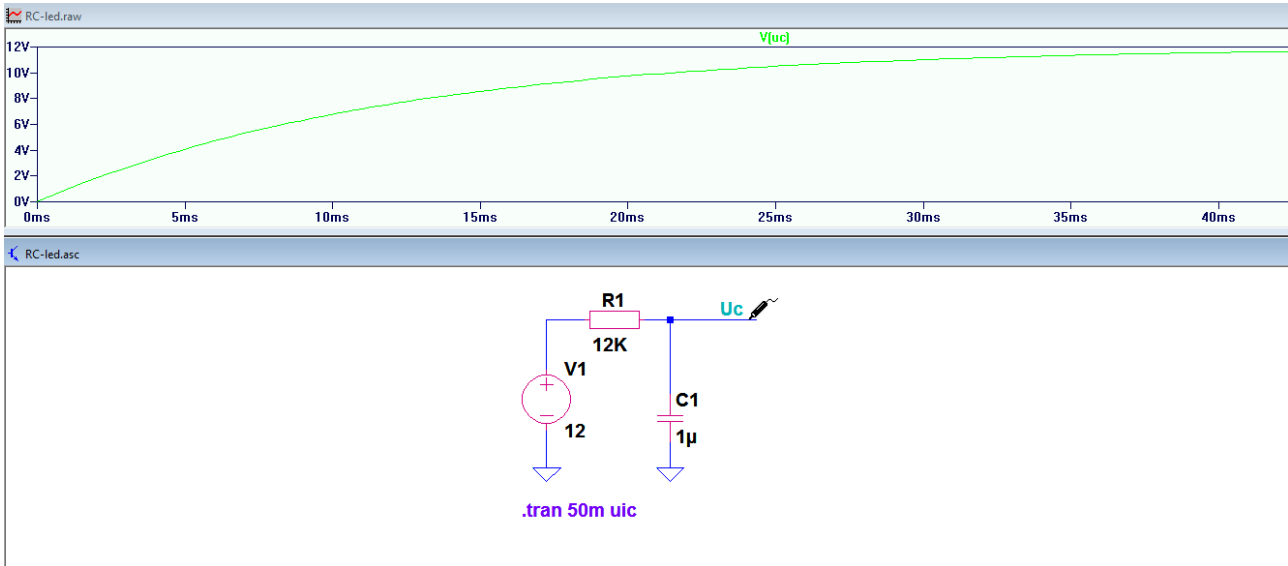 RC-led.raw
V(uc)
12V
10V
8V
6V
4V
2V
0V
0ms 5ms 10ms 15ms 20ms 25ms 30ms 35ms 40ms
RC-led.asc
R1
Uc
12K
V1
C1
12
1µ
.tran 50m uic